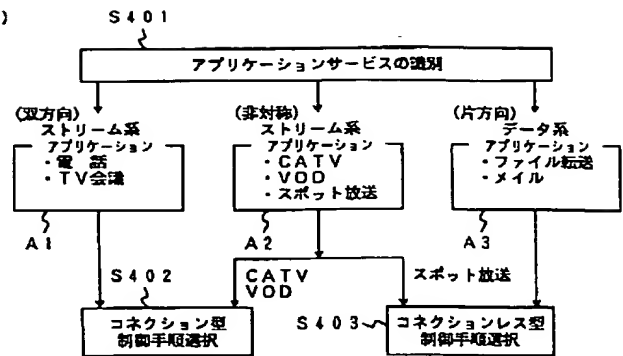 )
S401
アプリケーションサービスの識別
(双方向)
ストリーム系
アプリケーション
・電 話
・TV会議
A1
(非対称)
ストリーム系
アプリケーション
・CATV
・VOD
・スポット放送
A2
(片方向)
データ系
アプリケーション
・ファイル転送
・メイル
A3
S402
CATV
VOD
スポット放送
コネクション型
制御手順選択
S403
コネクションレス型
制御手順選択